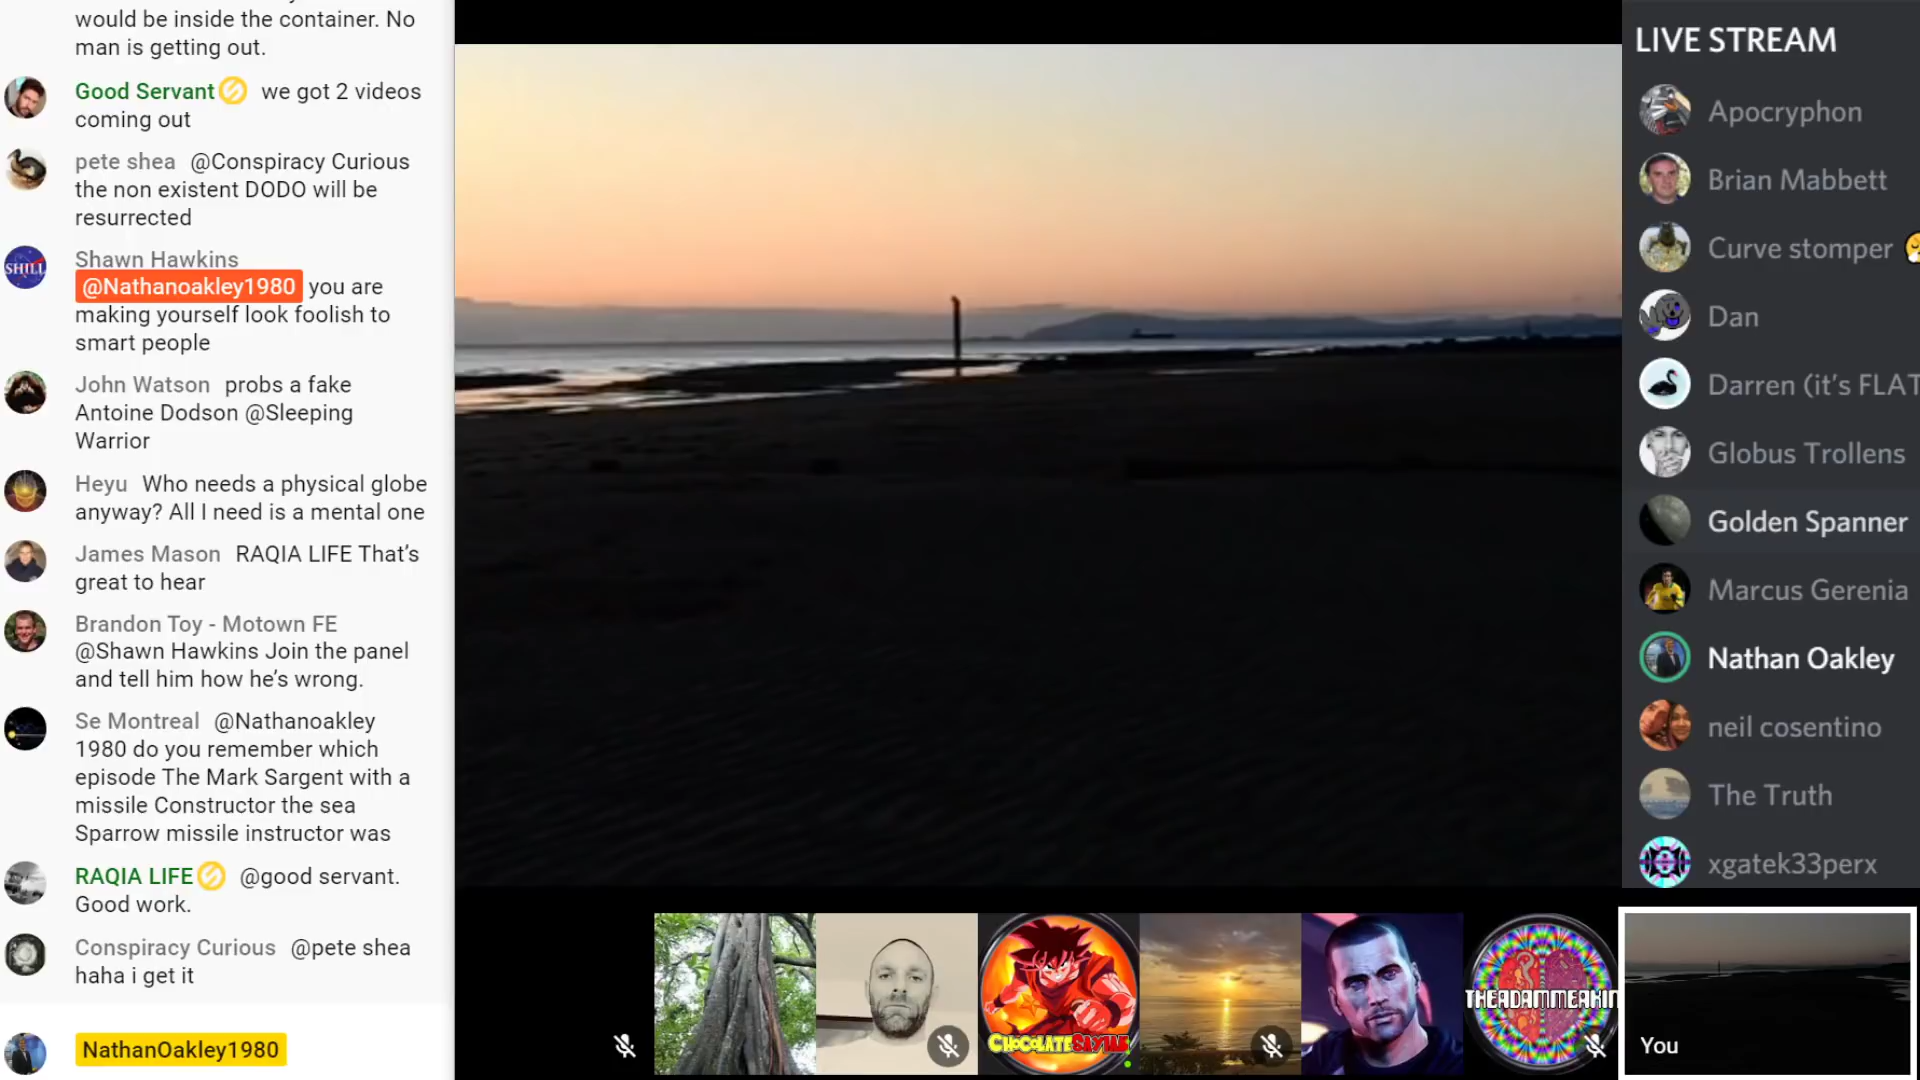 would be inside the container. No
man is getting out.
Good Servant we got 2 videos
coming out
pete shea @Conspiracy Curious
the non existent DODO will be
resurrected
SHILL
Shawn Hawkins
@Nathanoakley1980 you are
making yourself look foolish to
smart people
John Watson probs a fake
Antoine Dodson @Sleeping
Warrior
Heyu Who needs a physical globe
anyway? All I need is a mental one
James Mason RAQIA LIFE That's
great to hear
Brandon Toy - Motown FE
@Shawn Hawkins Join the panel
and tell him how he's wrong.
Se Montreal @Nathanoakley
1980 do you remember which
episode The Mark Sargent with a
missile Constructor the sea
Sparrow missile instructor was
RAQIA LIFE @good servant.
Good work.
Conspiracy Curious @pete shea
haha i get it
NathanOakley1980
CHOCOLATESAYIAN
THEADAMMEAKIN
You
LIVE STREAM
Apocryphon
Brian Mabbett
Curve stomper
Dan
Darren (it's FLAT
Globus Trollens
Golden Spanner
Marcus Gerenia
Nathan Oakley
neil cosentino
The Truth
xgatek33perx